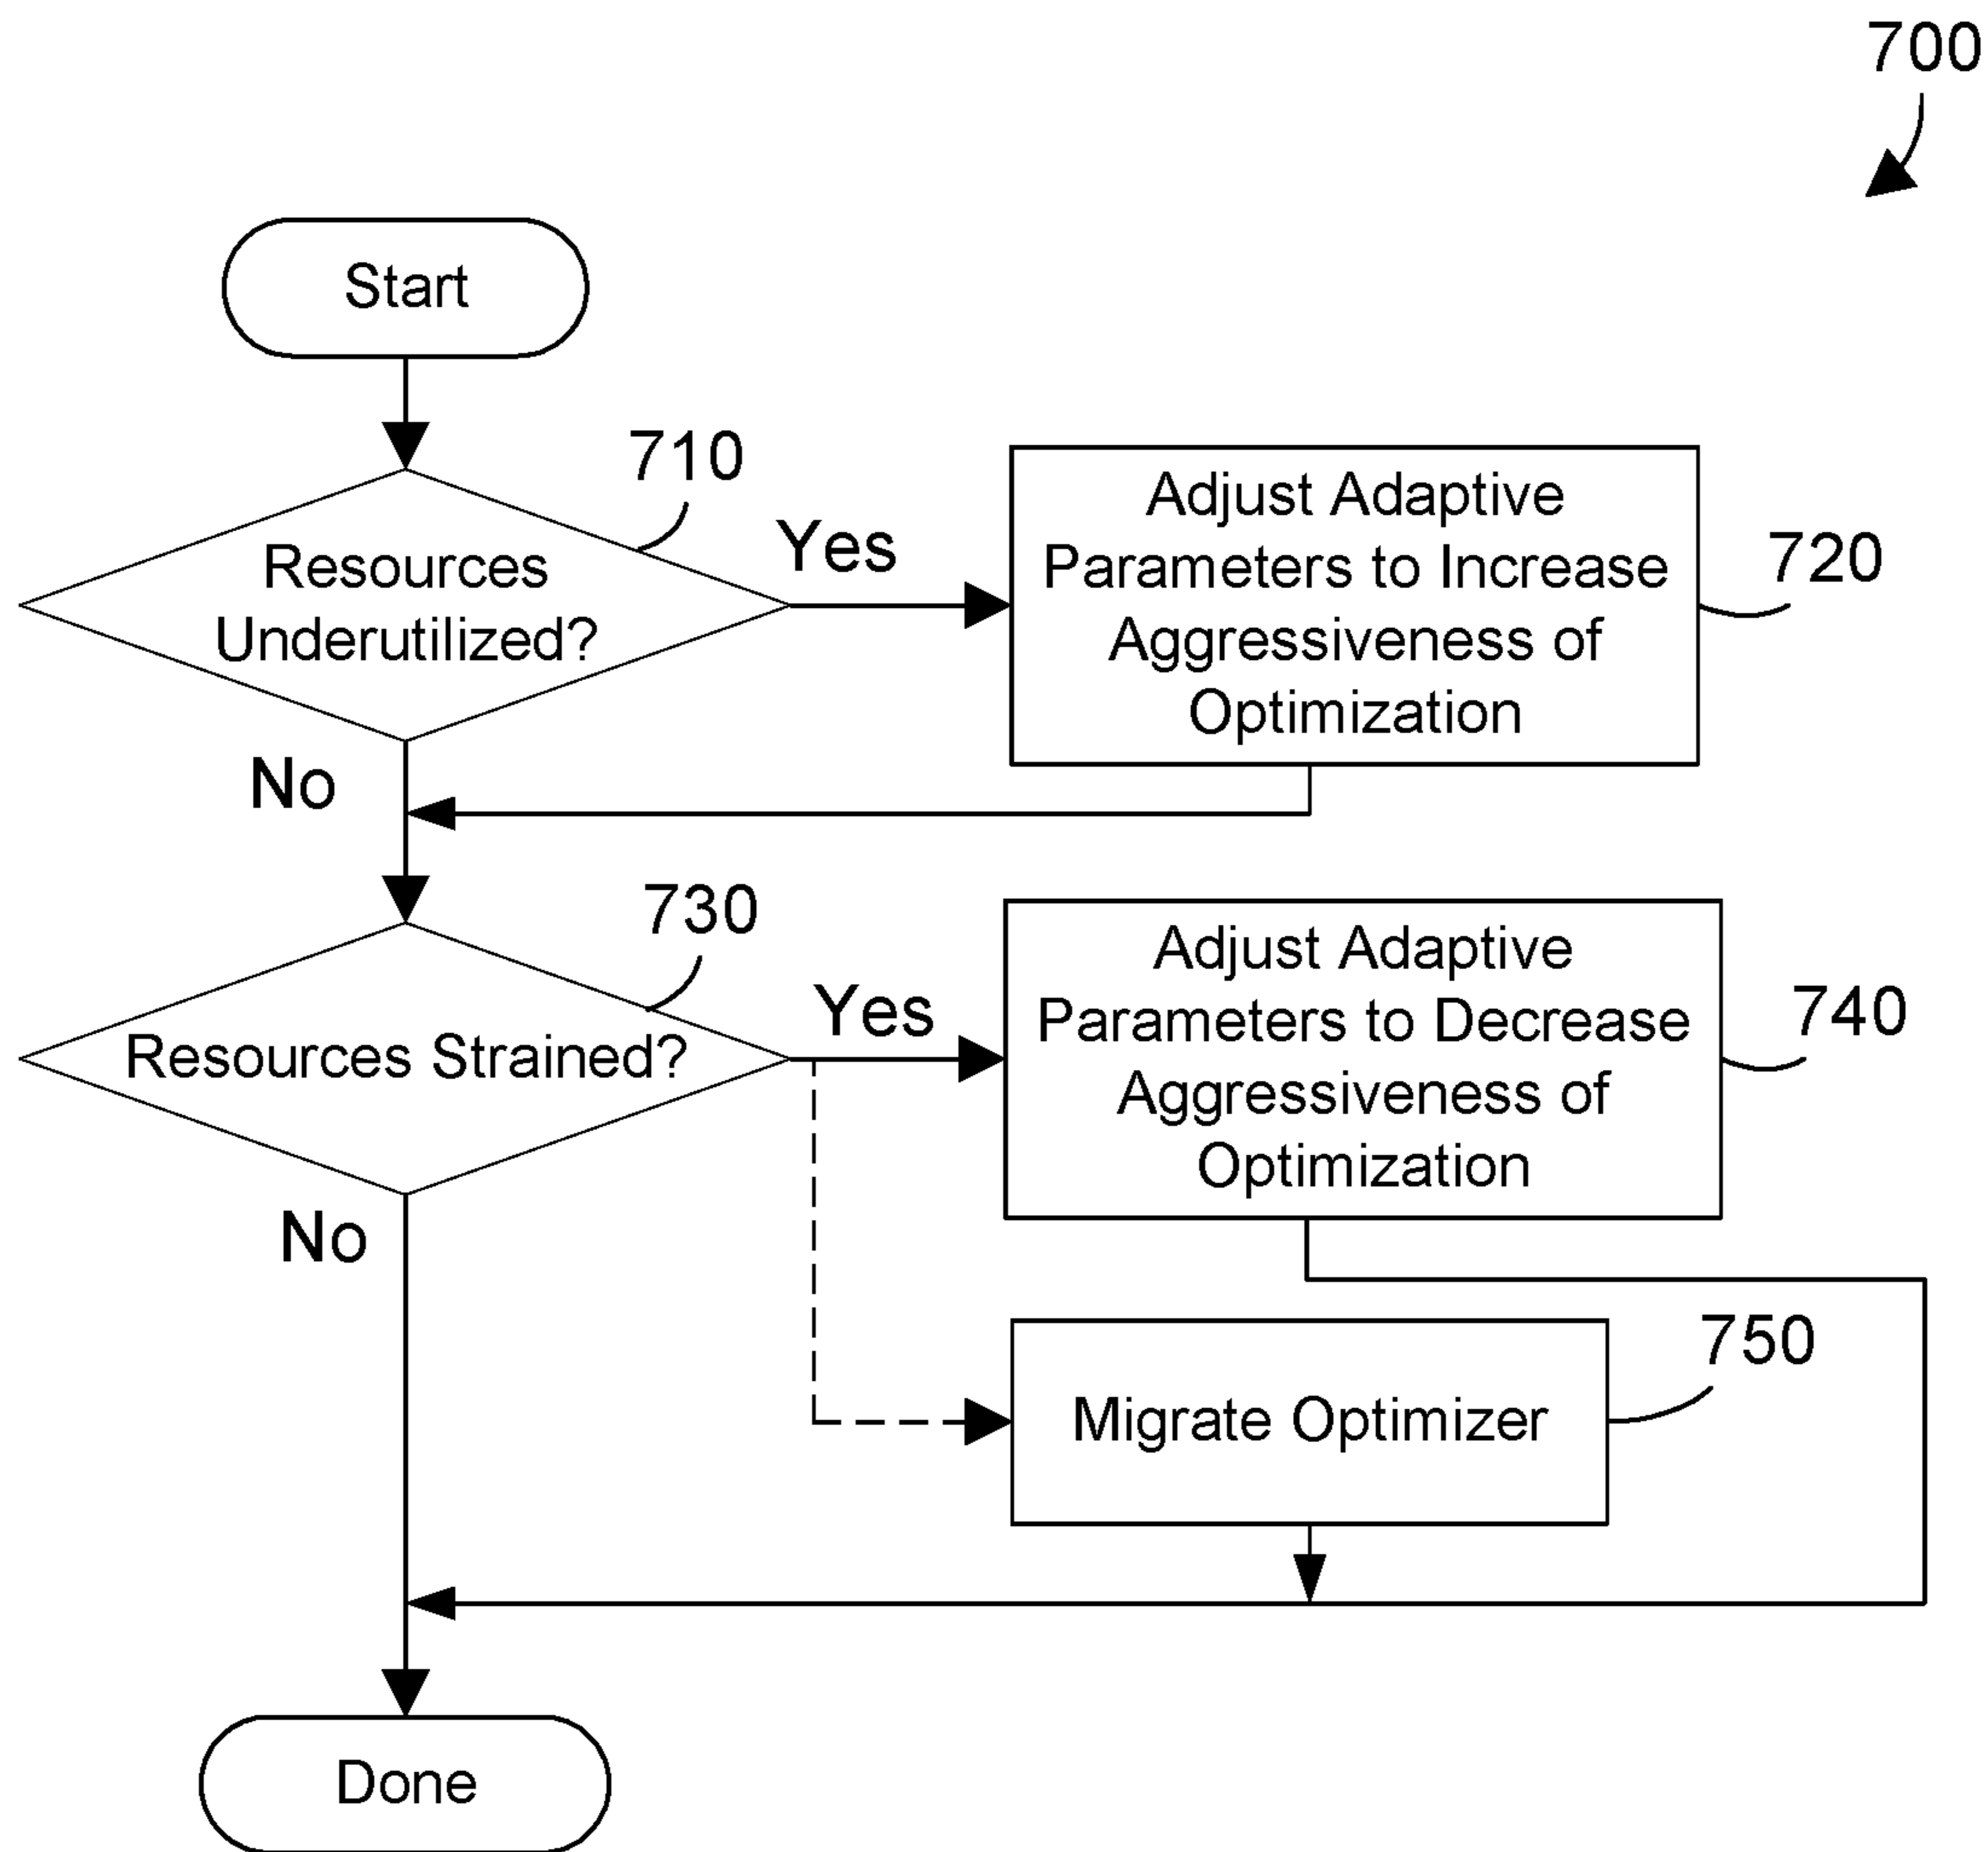 700
Start
710
Resources
Underutilized?
Yes
Adjust Adaptive
Parameters to Increase
Aggressiveness of
Optimization
720
No
730
Resources Strained?
Yes
Adjust Adaptive
Parameters to Decrease
Aggressiveness of
Optimization
740
No
750
Migrate Optimizer
Done